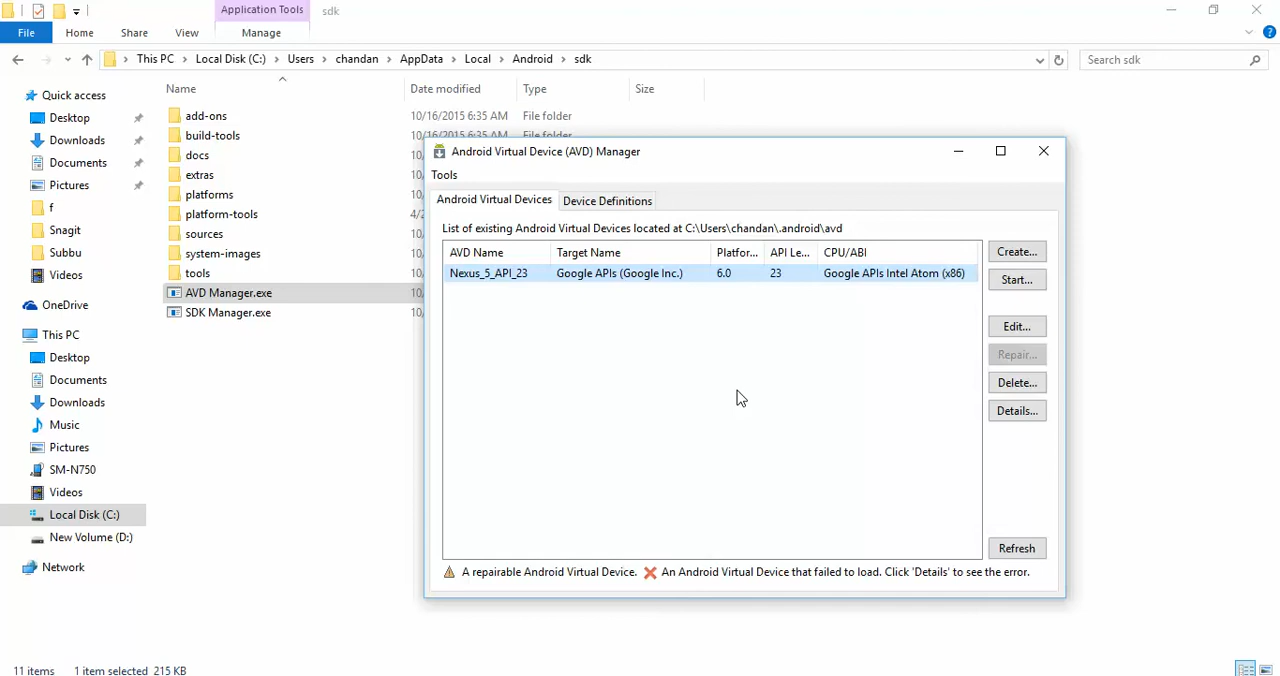 Application Tools
sdk
File
Home
Share
View
Manage
This PC
Local Disk (C:)
Users
chandan
AppData
Local
Android
sdk
Search sdk
Name
Date modified
Type
Size
Quick access
Desktop
Downloads
Documents
Pictures
f
Snagit
Subbu
Videos
OneDrive
This PC
Desktop
Documents
Downloads
Music
Pictures
SM-N750
Videos
Local Disk (C:)
New Volume (D:)
Network
add-ons
10/16/2015 6:35 AM
File folder
build-tools
10/16/2015 6:35 AM
File folder
docs
extras
platforms
platform-tools
sources
system-images
tools
AVD Manager.exe
SDK Manager.exe
Android Virtual Device (AVD) Manager
Tools
Android Virtual Devices
Device Definitions
List of existing Android Virtual Devices located at C:\Users\chandan\.android\avd
AVD Name
Target Name
Platfor...
API Le...
CPU/ABI
Nexus_5_API_23
Google APIs (Google Inc.)
6.0
23
Google APIs Intel Atom (x86)
Create...
Start...
Edit...
Repair...
Delete...
Details...
Refresh
A repairable Android Virtual Device.
An Android Virtual Device that failed to load. Click 'Details' to see the error.
11 items
1 item selected 215 KB